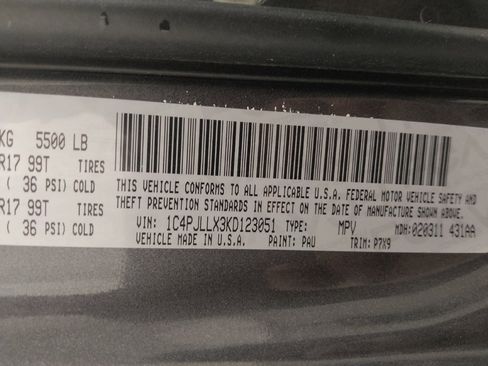 KG 5500 LB
R17 99T TIRES
( 36 PSI) COLD
R17 99T TIRES
( 36 PSI) COLD
THIS VEHICLE CONFORMS TO ALL APPLICABLE U.S.A. FEDERAL MOTOR VEHICLE SAFETY AND
THEFT PREVENTION STANDARDS IN EFFECT ON THE DATE OF MANUFACTURE SHOWN ABOVE.
VIN: 1C4PJLLX3KD123051 TYPE: MPV MDH: 020311 431AA
VEHICLE MADE IN U.S.A. PAINT: PAU TRIM: P7X9